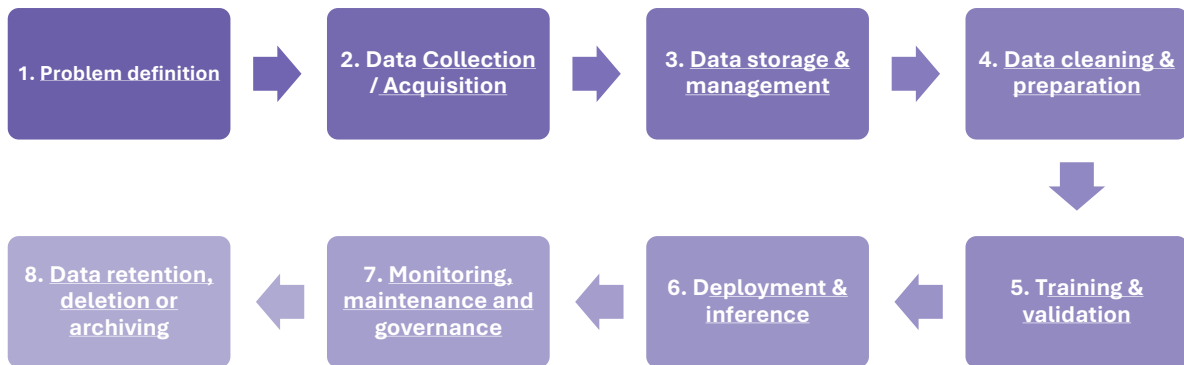 1. Problem definition
2. Data Collection
/ Acquisition
3. Data storage &
management
4. Data cleaning &
preparation
5. Training &
validation
6. Deployment &
inference
7. Monitoring,
maintenance and
governance
8. Data retention,
deletion or
archiving